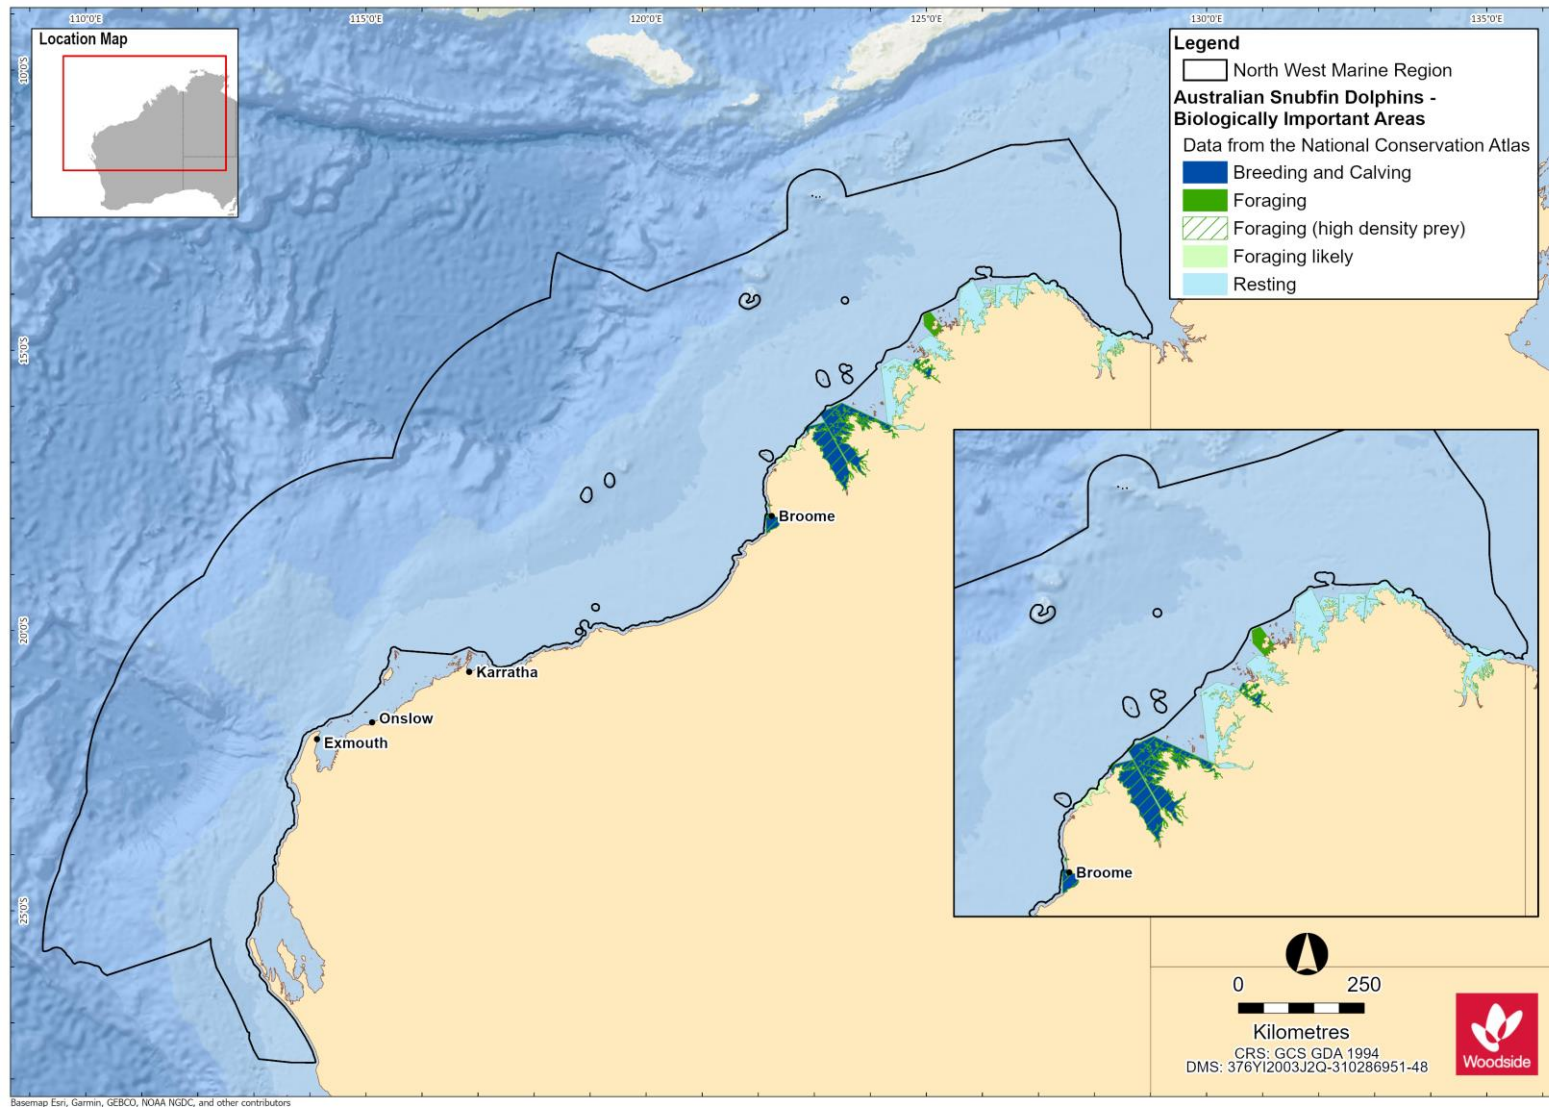 110°0'E
115°0'E
120°0'E
125°0'E
130°0'E
135°0'E
10°0'S
15°0'S
20°0'S
25°0'S
Location Map
Legend
North West Marine Region
Australian Snubfin Dolphins -
Biologically Important Areas
Data from the National Conservation Atlas
Breeding and Calving
Foraging
Foraging (high density prey)
Foraging likely
Resting
Broome
Karratha
Onslow
Exmouth
Broome
0 250
Kilometres
CRS: GCS GDA 1994
DMS: 376YI2003J2Q-310286951-48
Woodside
Basemap Esri, Garmin, GEBCO, NOAA NGDC, and other contributors